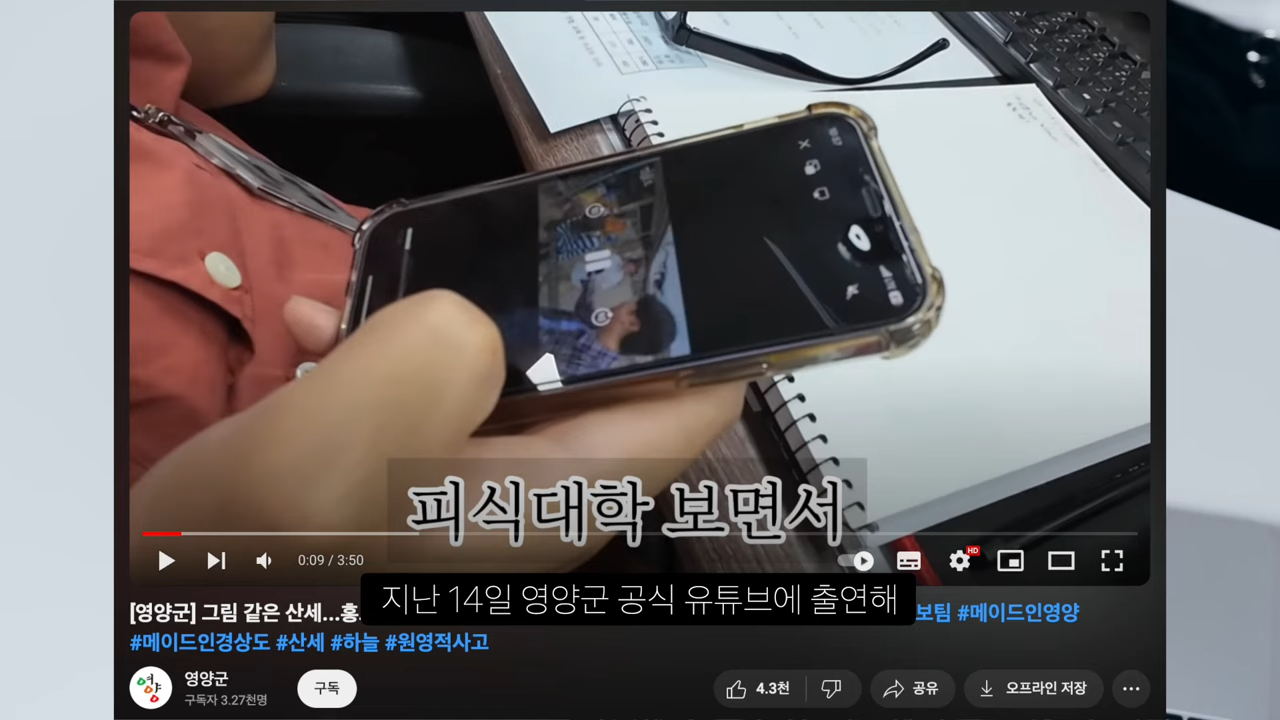 피식대학 보면서
0:09 / 3:50
HD
지난 14일 영양군 공식 유튜브에 출연해
[영양군] 그림 같은 산세...홍
보팀 #메이드인영양
#메이드인경상도 #산세 #하늘 #원영적사고
영양
영양군
구독자 3.27천명
구독
4.3천
공유
오프라인 저장